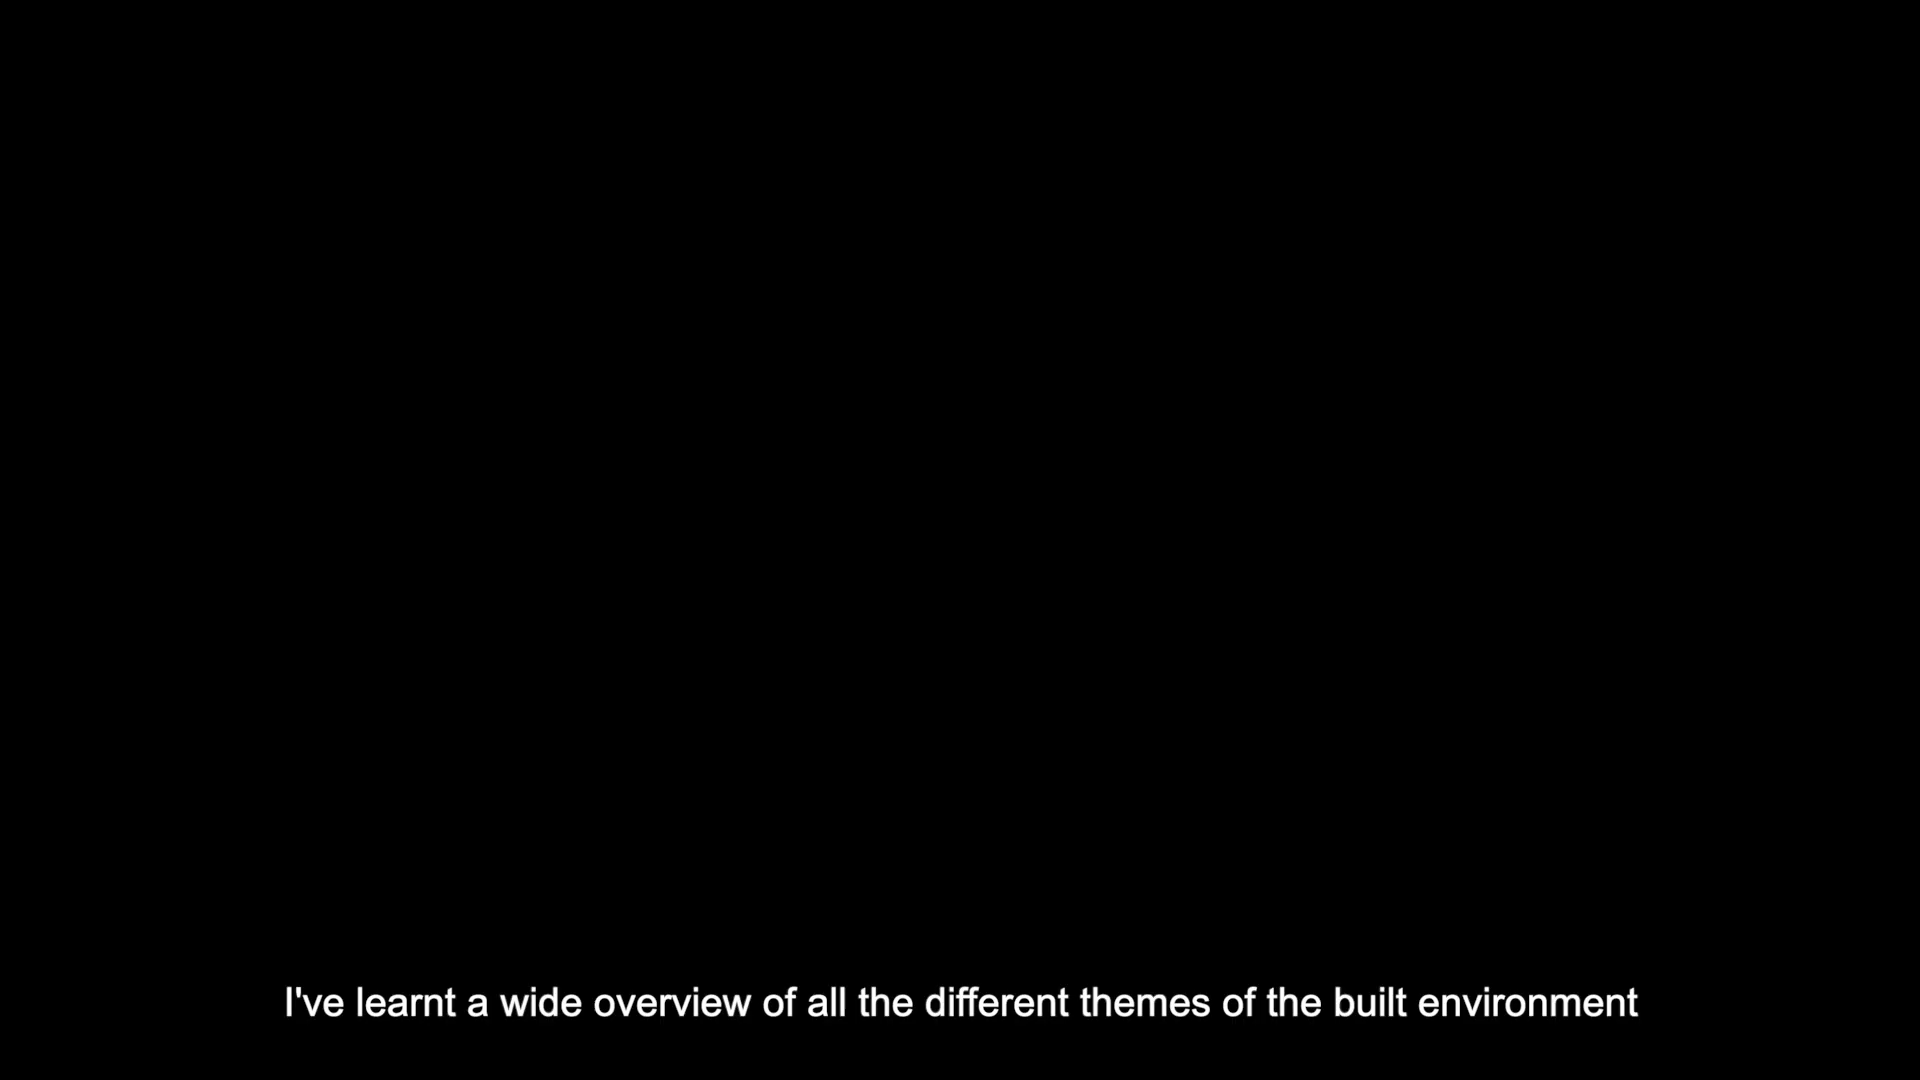 I've learnt a wide overview of all the different themes of the built environment